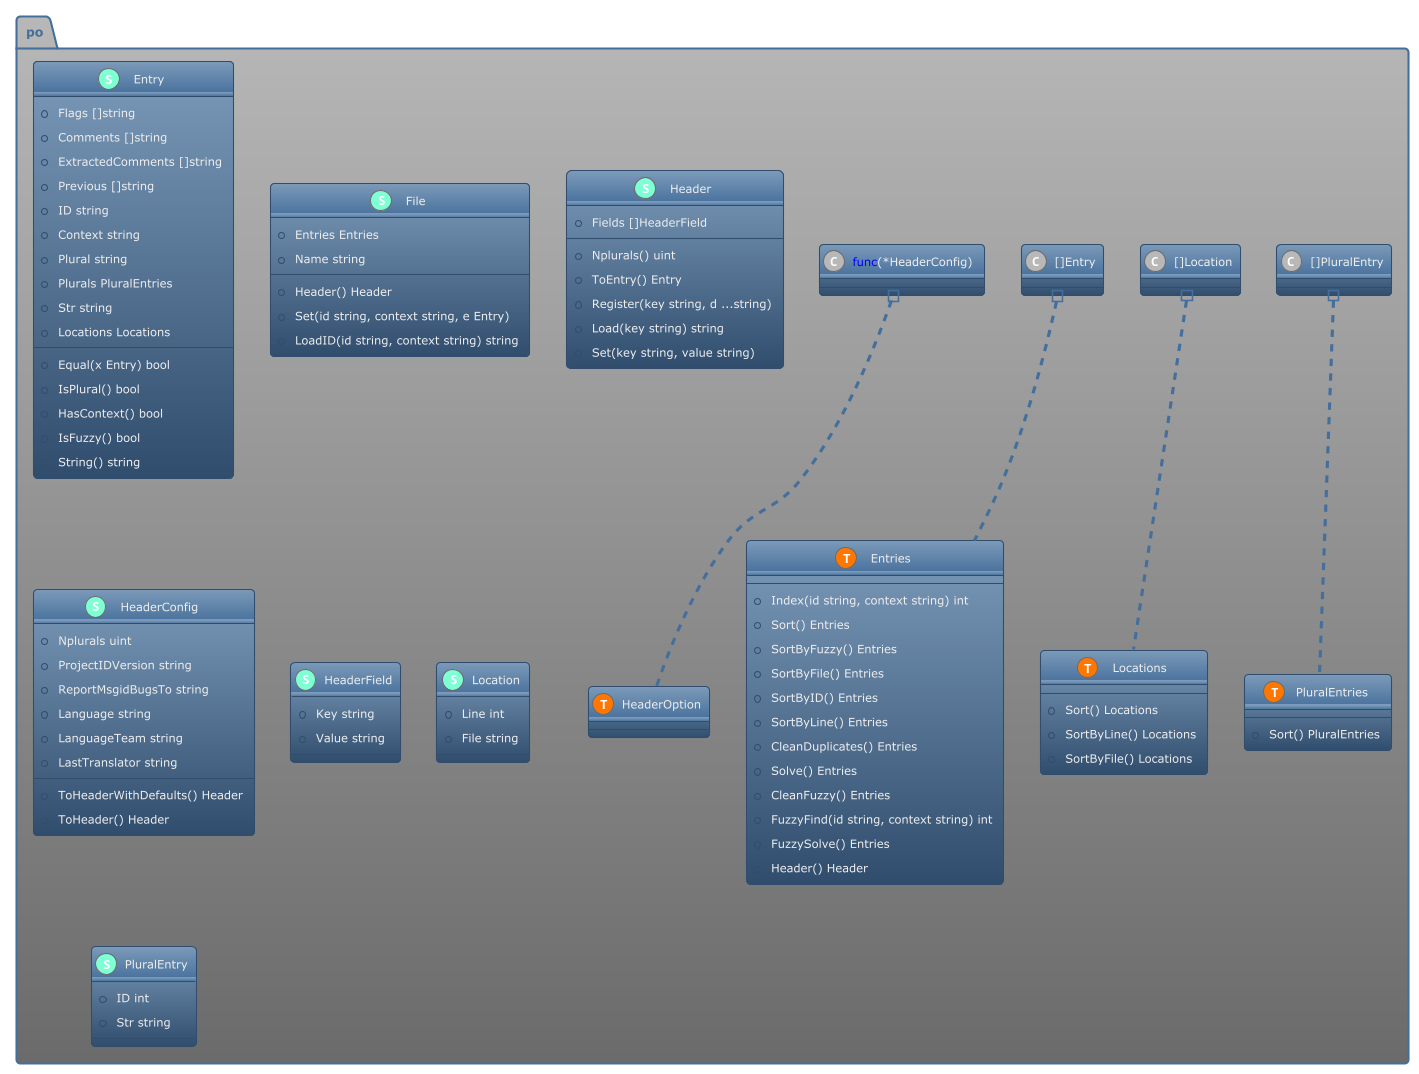 po
S Entry
Flags []string
Comments []string
ExtractedComments []string
Previous []string
ID string
Context string
Plural string
Plurals PluralEntries
Str string
Locations Locations
Equal(x Entry) bool
IsPlural() bool
HasContext() bool
IsFuzzy() bool
String() string
S File
Entries Entries
Name string
Header() Header
Set(id string, context string, e Entry)
LoadID(id string, context string) string
S Header
Fields []HeaderField
Nplurals() uint
ToEntry() Entry
Register(key string, d ...string)
Load(key string) string
Set(key string, value string)
C func(*HeaderConfig)
C []Entry
C []Location
C []PluralEntry
S HeaderConfig
Nplurals uint
ProjectIDVersion string
ReportMsgidBugsTo string
Language string
LanguageTeam string
LastTranslator string
ToHeaderWithDefaults() Header
ToHeader() Header
S HeaderField
Key string
Value string
S Location
Line int
File string
T HeaderOption
T Entries
Index(id string, context string) int
Sort() Entries
SortByFuzzy() Entries
SortByFile() Entries
SortByID() Entries
SortByLine() Entries
CleanDuplicates() Entries
Solve() Entries
CleanFuzzy() Entries
FuzzyFind(id string, context string) int
FuzzySolve() Entries
Header() Header
T Locations
Sort() Locations
SortByLine() Locations
SortByFile() Locations
T PluralEntries
Sort() PluralEntries
S PluralEntry
ID int
Str string